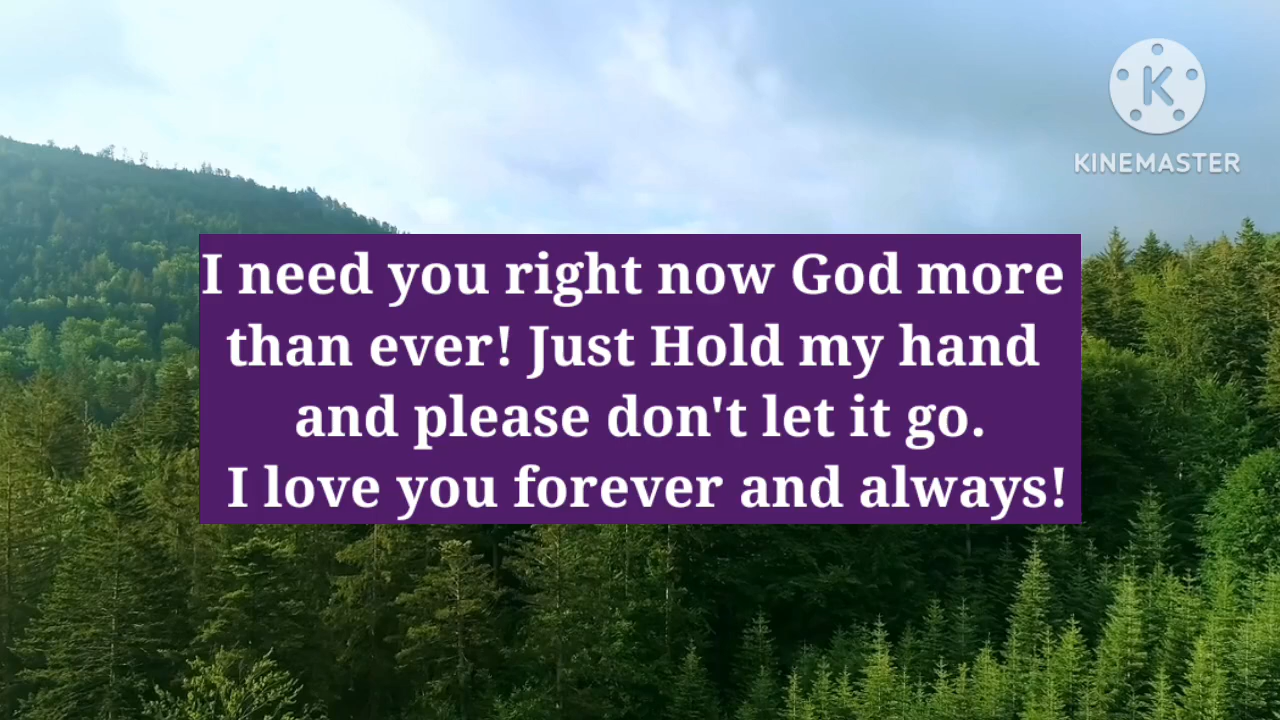 K
KINEMASTER
I need you right now God more
than ever! Just Hold my hand
and please don't let it go.
I love you forever and always!